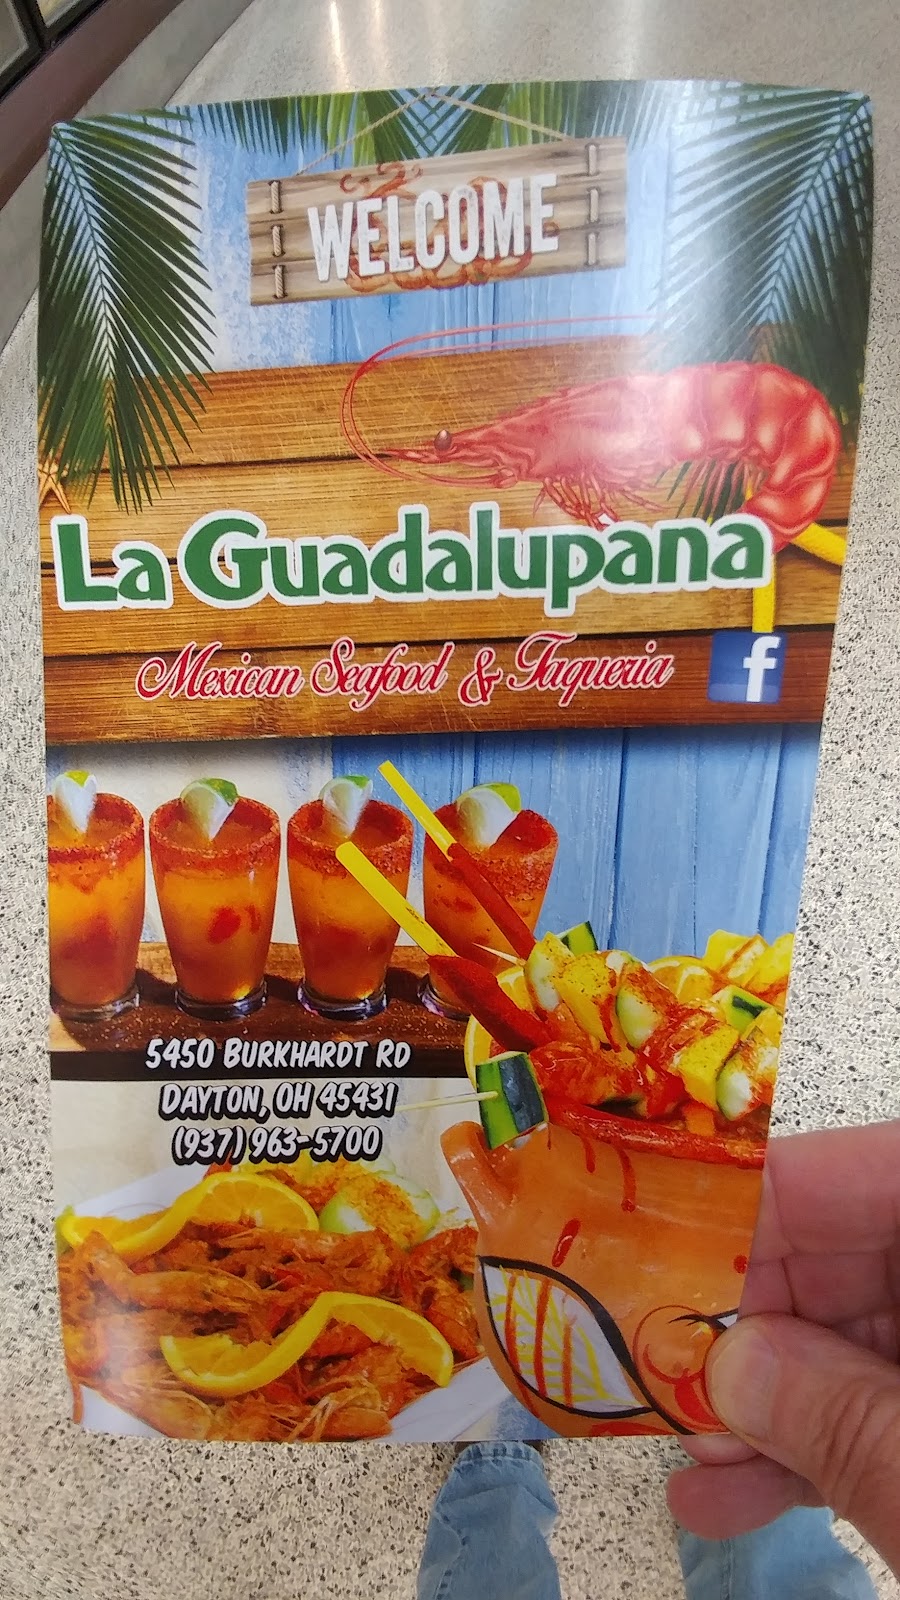 WELCOME
La Guadalupana
Mexican Seafood & Taqueria
f
5450 BURKHARDT RD
DAYTON, OH 45431
(937) 963-5700